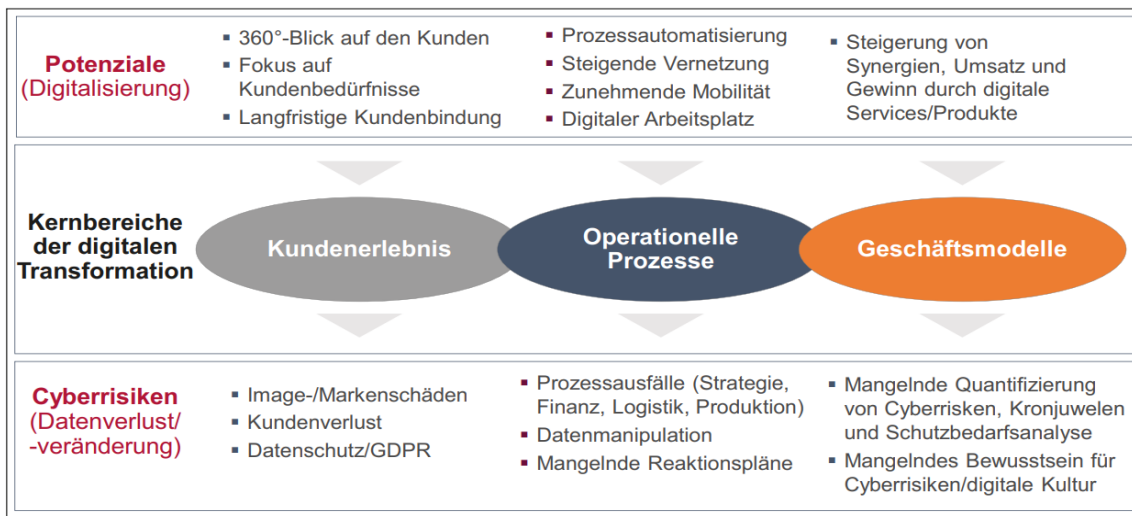 Potenziale
(Digitalisierung)
▪ 360°-Blick auf den Kunden
▪ Fokus auf
Kundenbedürfnisse
▪ Langfristige Kundenbindung
▪ Prozessautomatisierung
▪ Steigende Vernetzung
▪ Zunehmende Mobilität
▪ Digitaler Arbeitsplatz
▪ Steigerung von
Synergien, Umsatz und
Gewinn durch digitale
Services/Produkte
Kernbereiche
der digitalen
Transformation
Kundenerlebnis
Operationelle
Prozesse
Geschäftsmodelle
Cyberrisiken
(Datenverlust/
-veränderung)
▪ Image-/Markenschäden
▪ Kundenverlust
▪ Datenschutz/GDPR
▪ Prozessausfälle (Strategie,
Finanz, Logistik, Produktion)
▪ Datenmanipulation
▪ Mangelnde Reaktionspläne
▪ Mangelnde Quantifizierung
von Cyberrisken, Kronjuwelen
und Schutzbedarfsanalyse
▪ Mangelndes Bewusstsein für
Cyberrisiken/digitale Kultur